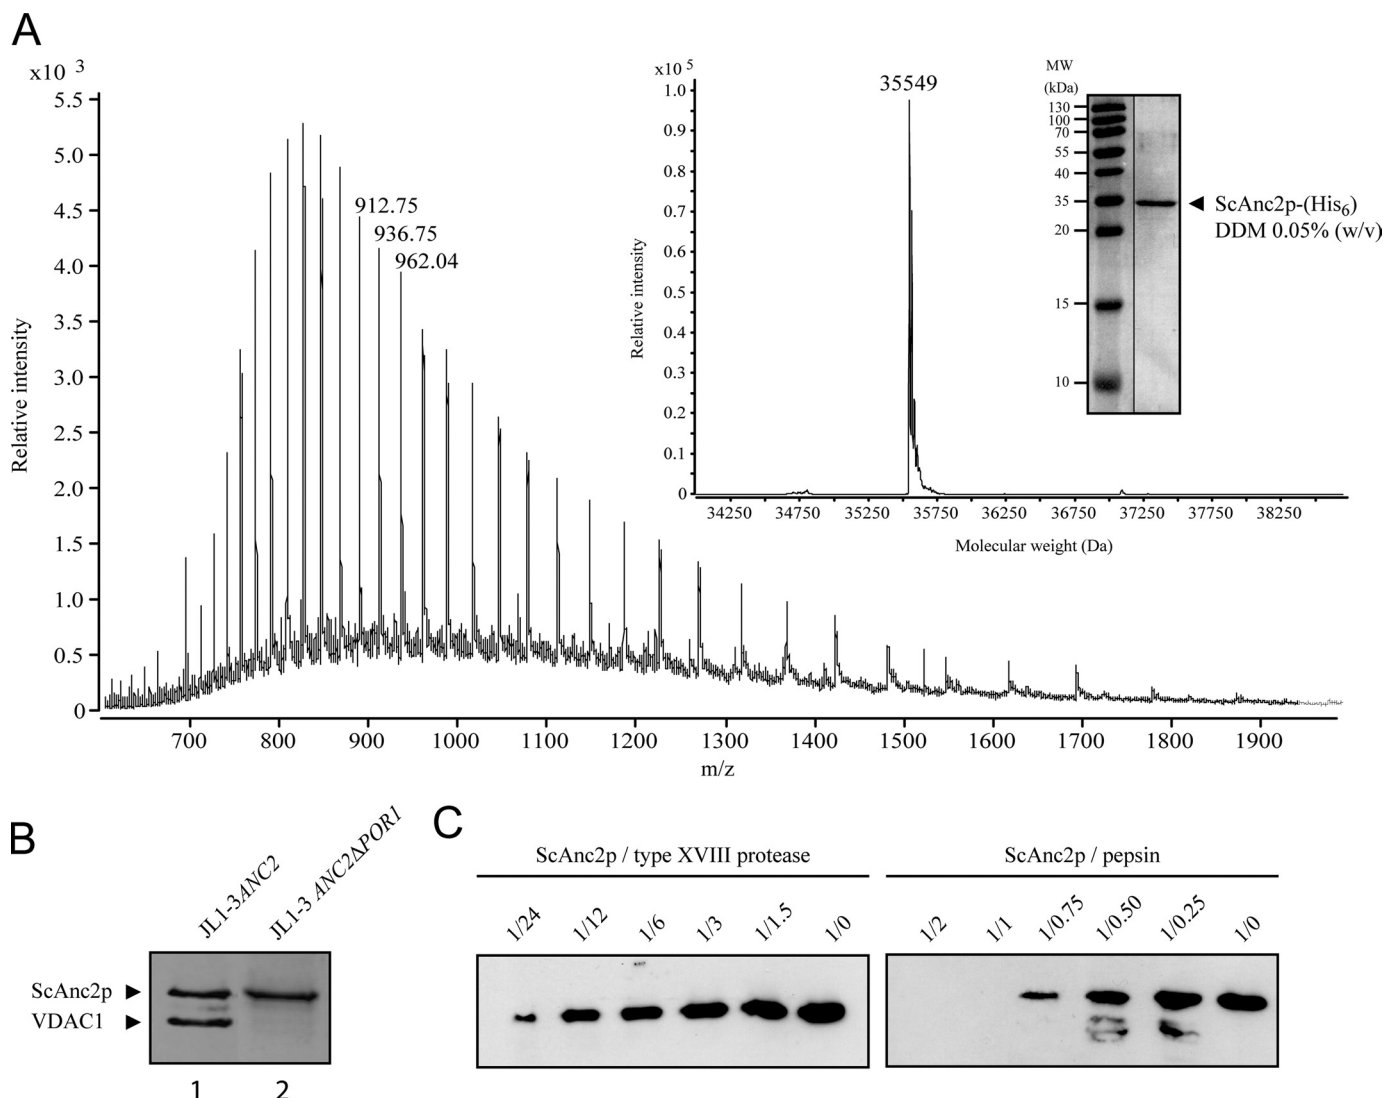 A
x10 3
5.5
5.0
4.5
4.0
3.5
3.0
2.5
2.0
1.5
1.0
0.5
0
Relative intensity
912.75
936.75
962.04
700 800 900 1000 1100 1200 1300 1400 1500 1600 1700 1800 1900
m/z
x10 5
1.0
0.9
0.8
0.7
0.6
0.5
0.4
0.3
0.2
0.1
0
Relative intensity
35549
34250 34750 35250 35750 36250 36750 37250 37750 38250
Molecular weight (Da)
MW
(kDa)
130
100
70
55
40
35
20
15
10
ScAnc2p-(His6)
DDM 0.05% (w/v)
B
JL1-3ANC2
JL1-3 ANC2ΔPOR1
ScAnc2p
VDAC1
1 2
C
ScAnc2p / type XVIII protease
1/24 1/12 1/6 1/3 1/1.5 1/0
ScAnc2p / pepsin
1/2 1/1 1/0.75 1/0.50 1/0.25 1/0